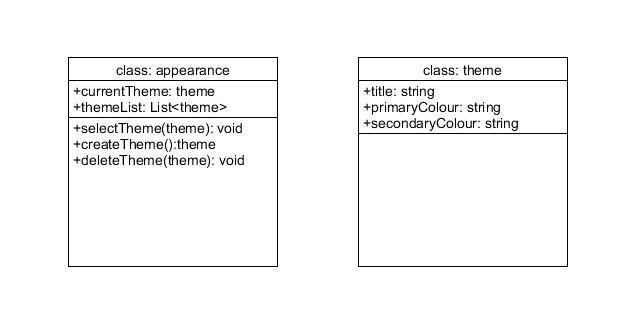 class: appearance
+currentTheme: theme
+themeList: List<theme>
+selectTheme(theme): void
+createTheme():theme
+deleteTheme(theme): void
class: theme
+title: string
+primaryColour: string
+secondaryColour: string